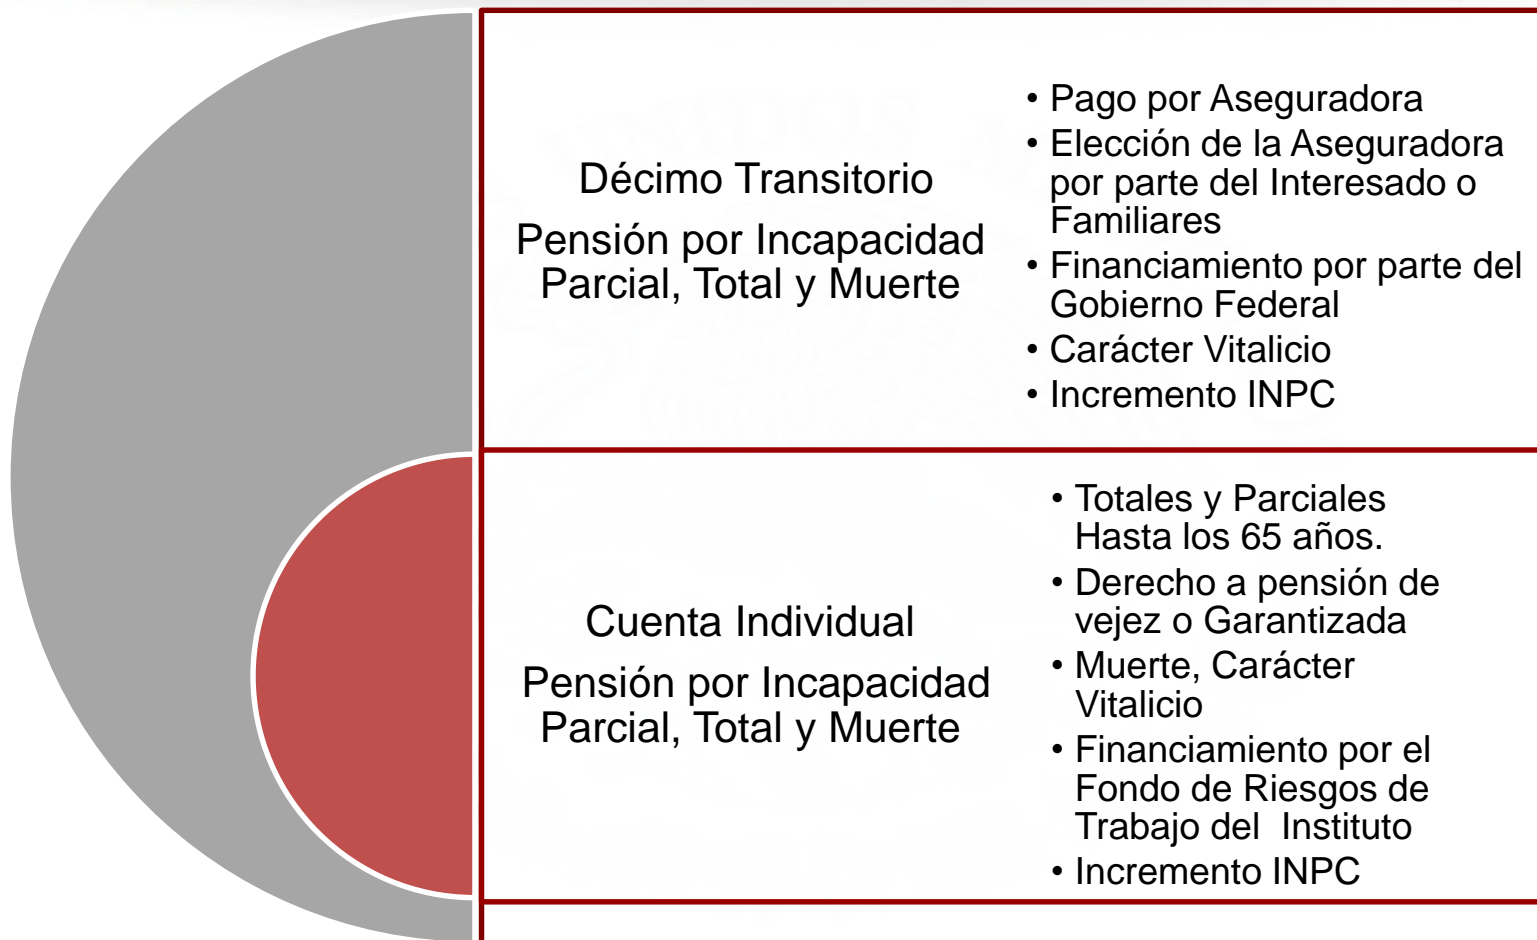 Décimo Transitorio
Pensión por Incapacidad
Parcial, Total y Muerte
• Pago por Aseguradora
• Elección de la Aseguradora
por parte del Interesado o
Familiares
• Financiamiento por parte del
Gobierno Federal
• Carácter Vitalicio
• Incremento INPC
Cuenta Individual
Pensión por Incapacidad
Parcial, Total y Muerte
• Totales y Parciales
Hasta los 65 años.
• Derecho a pensión de
vejez o Garantizada
• Muerte, Carácter
Vitalicio
• Financiamiento por el
Fondo de Riesgos de
Trabajo del  Instituto
• Incremento INPC